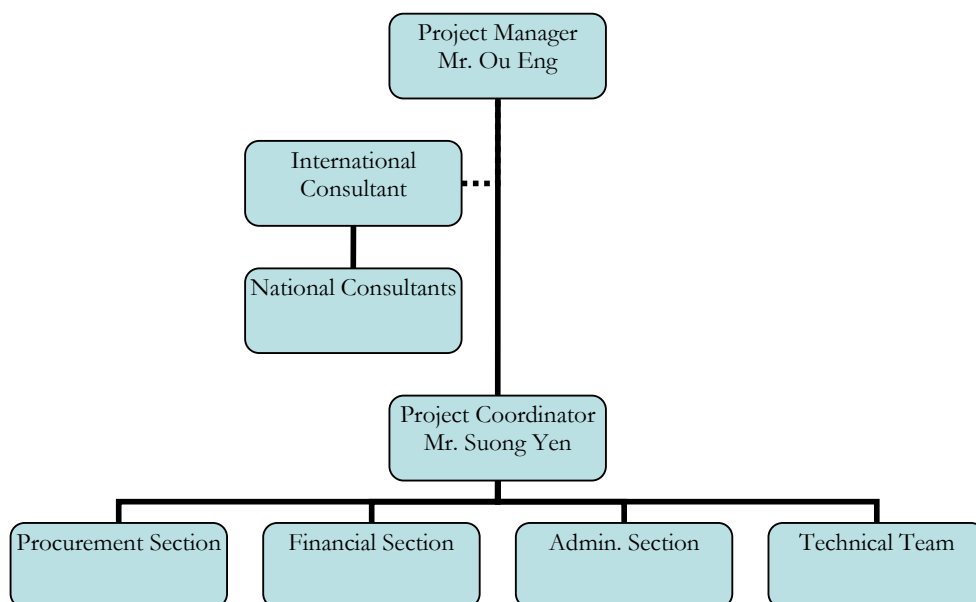 Project Manager
Mr. Ou Eng
International
Consultant
National Consultants
Project Coordinator
Mr. Suong Yen
Procurement Section
Financial Section
Admin. Section
Technical Team